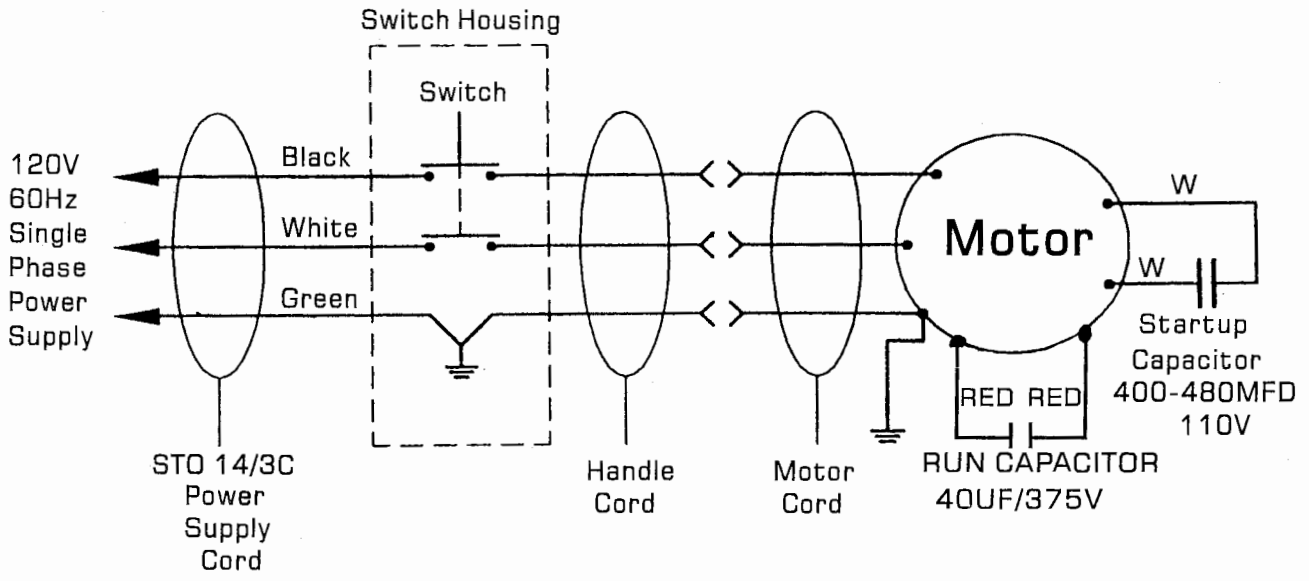 Switch Housing
Switch
120V
60Hz
Single
Phase
Power
Supply
Black
White
Green
Motor
W
W
Startup
Capacitor
400-480MFD
110V
RED RED
RUN CAPACITOR
40UF/375V
STO 14/3C
Power
Supply
Cord
Handle
Cord
Motor
Cord